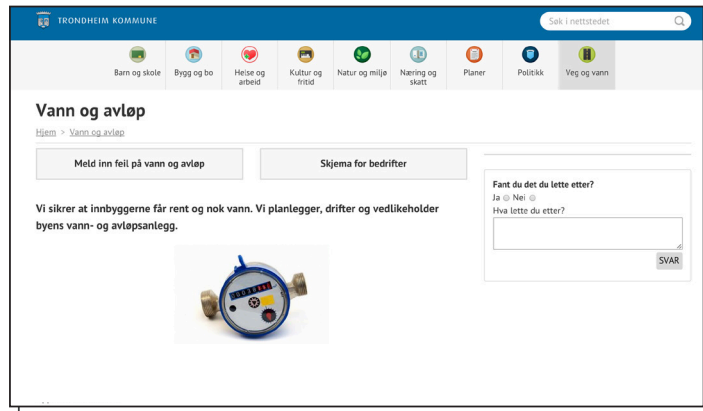 TRONDHEIM KOMMUNE
Søk i nettstedet
Barn og skole
Bygg og bo
Helse og
arbeid
Kultur og
fritid
Natur og miljø
Næring og
skatt
Planer
Politikk
Veg og vann
Vann og avløp
Hjem > Vann og avløp
Meld inn feil på vann og avløp
Skjema for bedrifter
Vi sikrer at innbyggerne får rent og nok vann. Vi planlegger, drifter og vedlikeholder
byens vann- og avløpsanlegg.
Fant du det du lette etter?
Ja Nei
Hva lette du etter?
SVAR